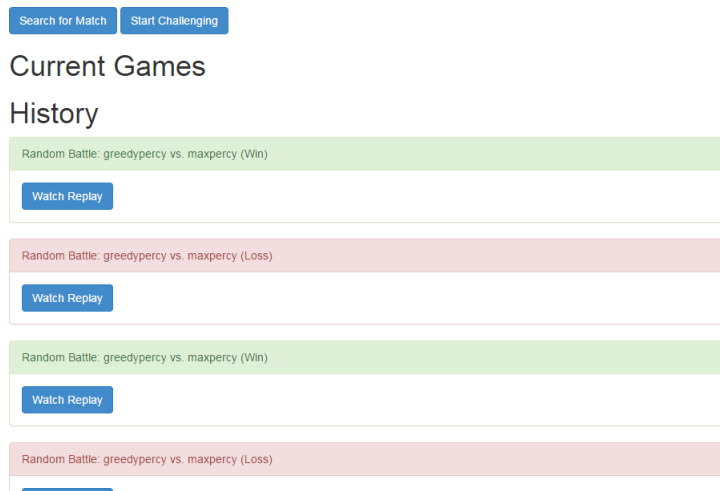 Search for Match Start Challenging
Current Games
History
Random Battle: greedypercy vs. maxpercy (Win)
Watch Replay
Random Battle: greedypercy vs. maxpercy (Loss)
Watch Replay
Random Battle: greedypercy vs. maxpercy (Win)
Watch Replay
Random Battle: greedypercy vs. maxpercy (Loss)